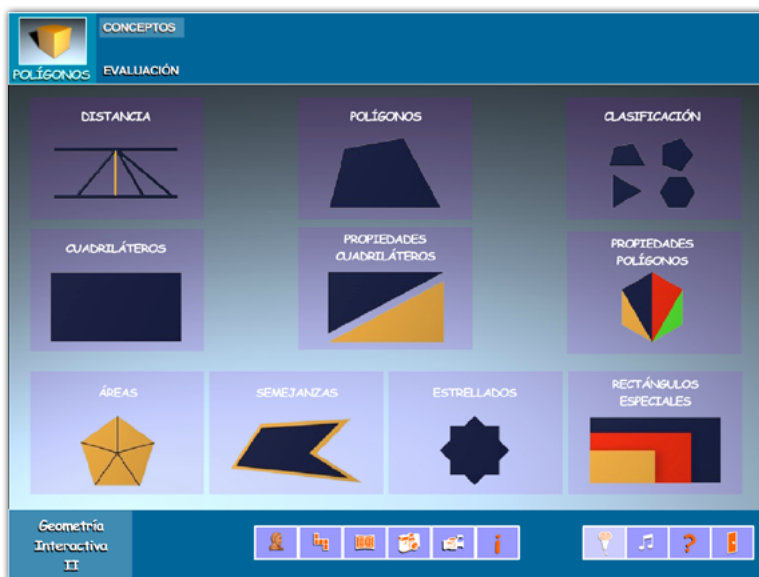 CONCEPTOS
POLÍGONOS
EVALUACIÓN
DISTANCIA
POLÍGONOS
CLASIFICACIÓN
CUADRILÁTEROS
PROPIEDADES
CUADRILÁTEROS
PROPIEDADES
POLÍGONOS
ÁREAS
SEMEJANZAS
ESTRELLADOS
RECTÁNGULOS
ESPECIALES
Geometría
Interactiva
II
i
?